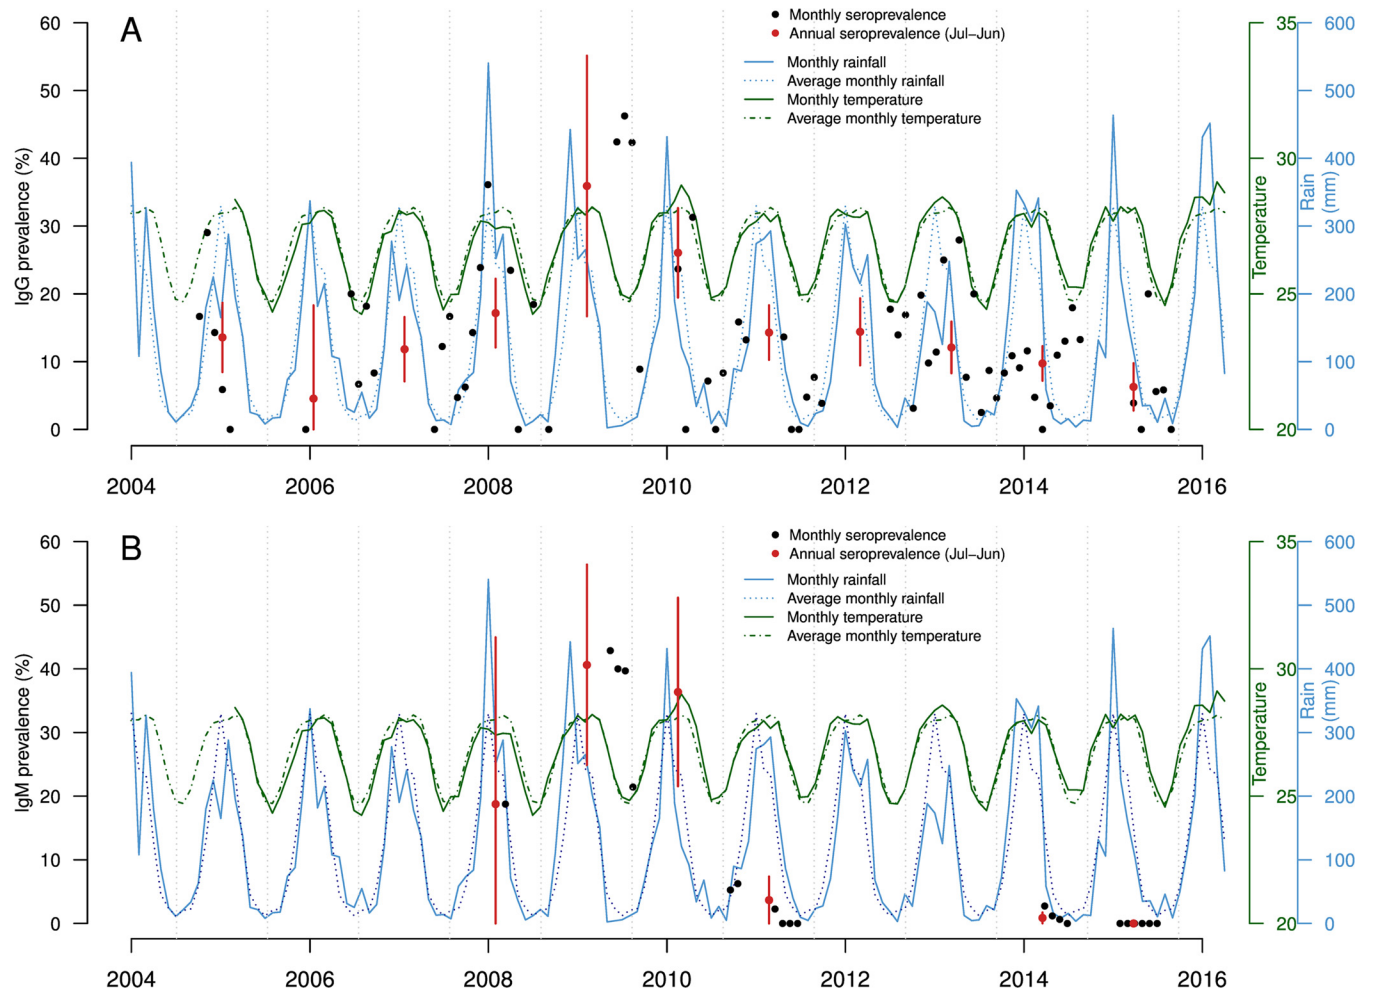 A
Monthly seroprevalence
Annual seroprevalence (Jul–Jun)
Monthly rainfall
Average monthly rainfall
Monthly temperature
Average monthly temperature
IgG prevalence (%)
60
50
40
30
20
10
0
35
30
25
20
Temperature
600
500
400
300
200
100
0
Rain
(mm)
2004 2006 2008 2010 2012 2014 2016
B
Monthly seroprevalence
Annual seroprevalence (Jul–Jun)
Monthly rainfall
Average monthly rainfall
Monthly temperature
Average monthly temperature
IgM prevalence (%)
60
50
40
30
20
10
0
35
30
25
20
Temperature
600
500
400
300
200
100
0
Rain
(mm)
2004 2006 2008 2010 2012 2014 2016